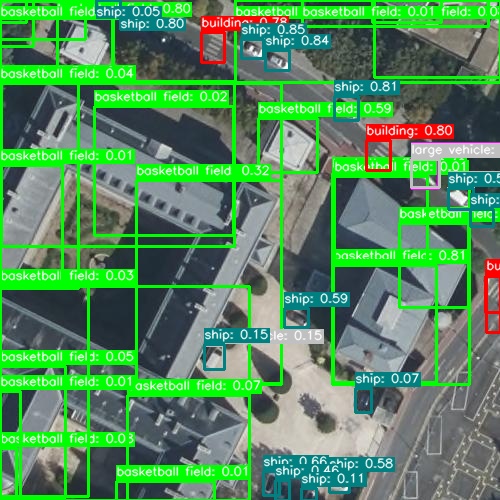 basketball field
0.80
ship: 0.05
basketball field: 0.01
ship: 0.80
building: 0.78
ship: 0.85
ship: 0.84
basketball field: 0.04
ship: 0.81
basketball field: 0.02
basketball field: 0.59
building: 0.80
large vehicle:
basketball field: 0.01
basketball field: 0.32
basketball field: 0.01
ship: 0.5
ship:
basketball field
basketball field: 0.81
basketball field: 0.03
ship: 0.59
ship: 0.15
0.15
basketball field: 0.05
basketball field: 0.01
basketball field: 0.07
ship: 0.07
basketball field: 0.03
ship: 0.66
ship: 0.58
ship: 0.46
basketball field: 0.01
ship: 0.11